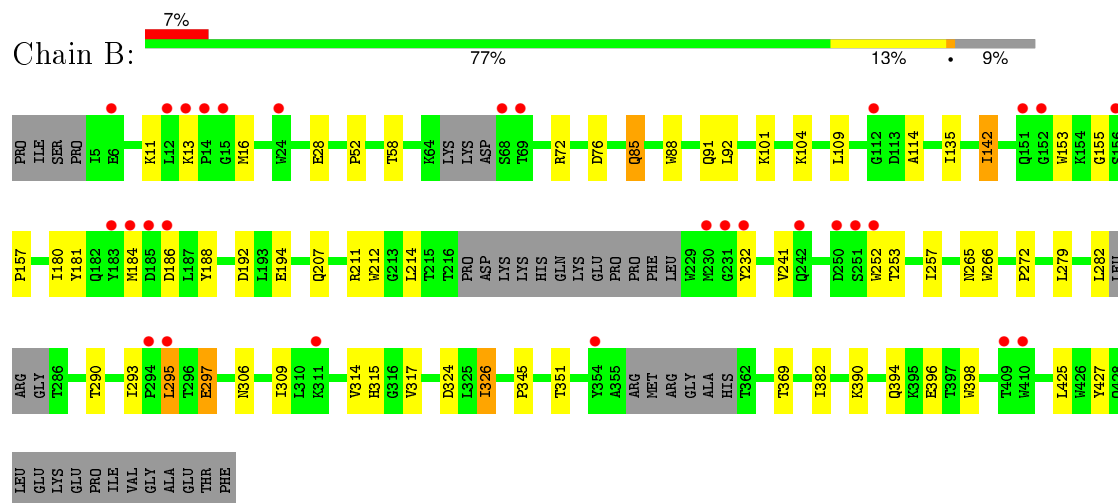 7%
Chain B:
77% 13% • 9%
PRO ILE SER PRO I5 E6 K11 L12 K13 P14 G15 M16 W24 E28 P52 T58 K64 LYS LYS ASP S68 T69 R72 D76 Q85 W88 Q91 L92 K101 K104 L109 G112 D113 A114 I135 I142 Q151 G152 W153 K154 G155 S156
P157 I180 Y181 Q182 Y183 M184 D185 D186 L187 Y188 D192 L193 E194 Q207 R211 W212 G213 L214 T215 T216 PRO ASP LYS LYS HIS GLN LYS GLU PRO PRO PHE LEU W229 M230 G231 Y232 V241 Q242 D250 S251 W252 T253 I257 N265 W266 P272 L279 L282 LEU
ARG GLY T286 T290 I293 P294 L295 T296 E297 N306 I309 L310 K311 V314 H315 G316 V317 D324 L325 I326 P345 T351 Y354 A355 ARG MET ARG GLY ALA HIS T362 T369 I382 K390 Q394 K395 E396 T397 W398 T409 W410 L425 W426 Y427 Q428
LEU GLU LYS GLU PRO ILE VAL GLY ALA GLU THR PHE